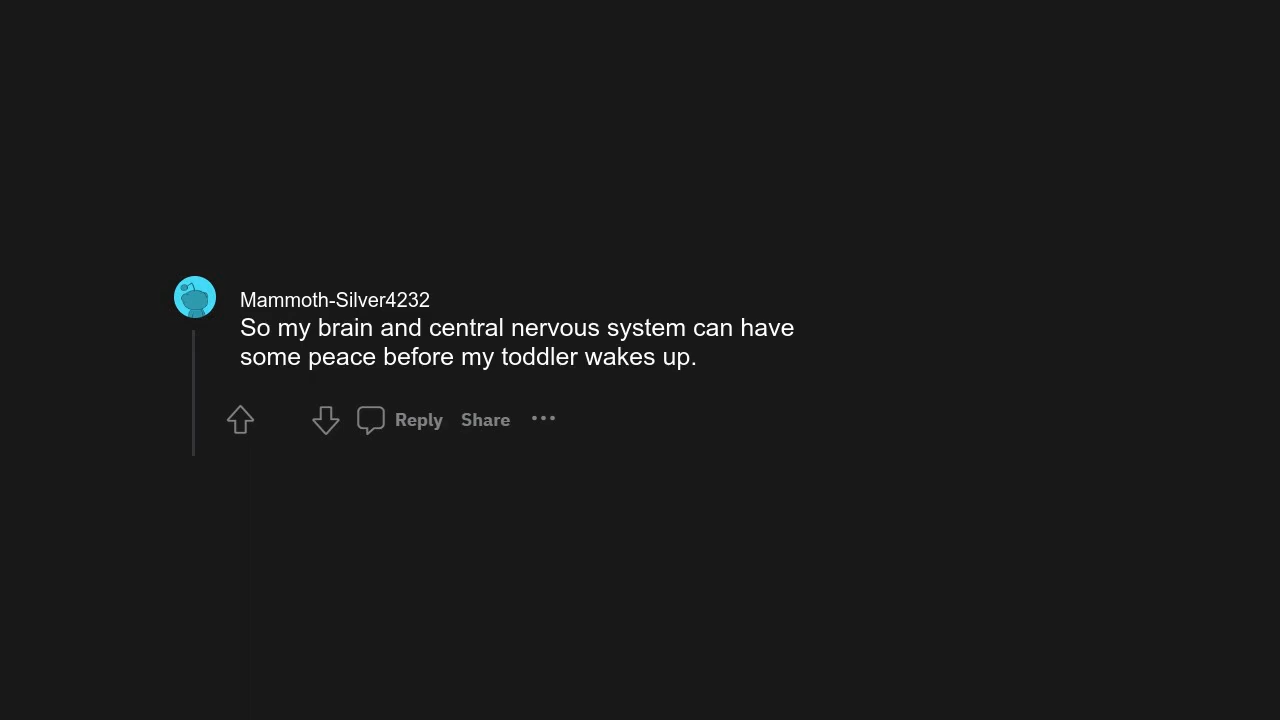 Mammoth-Silver4232
So my brain and central nervous system can have
some peace before my toddler wakes up.
Reply Share